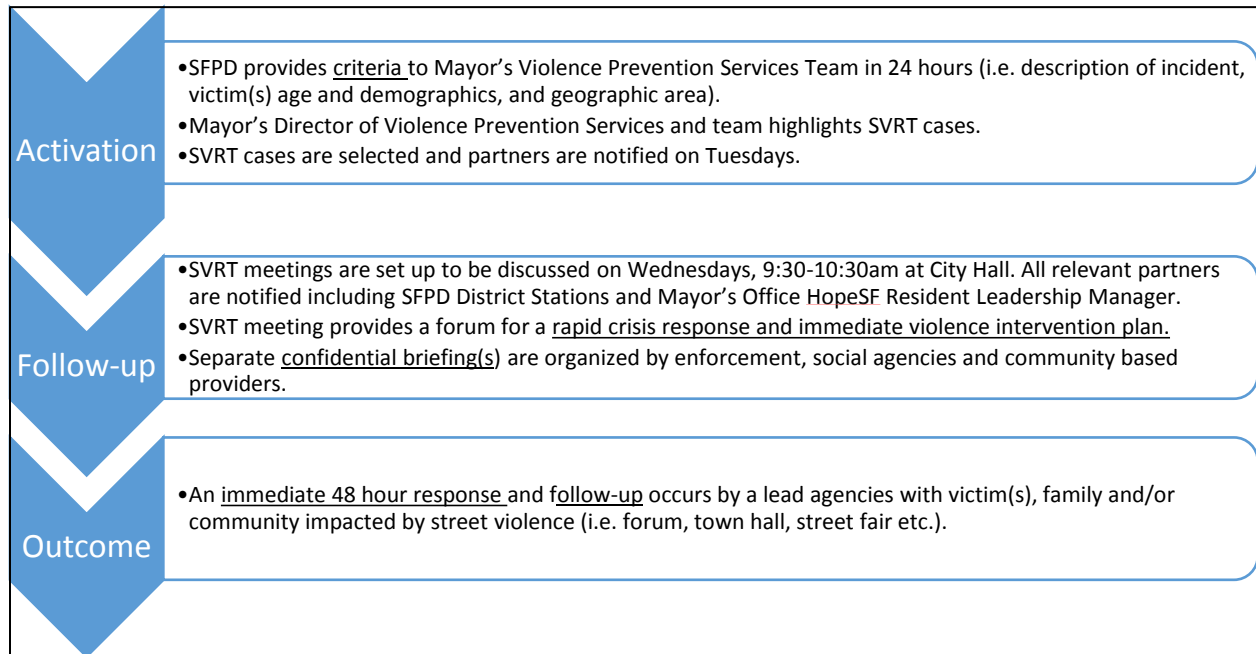 Activation
•SFPD provides criteria to Mayor's Violence Prevention Services Team in 24 hours (i.e. description of incident,
victim(s) age and demographics, and geographic area).
•Mayor's Director of Violence Prevention Services and team highlights SVRT cases.
•SVRT cases are selected and partners are notified on Tuesdays.
Follow-up
•SVRT meetings are set up to be discussed on Wednesdays, 9:30-10:30am at City Hall. All relevant partners
are notified including SFPD District Stations and Mayor's Office HopeSF Resident Leadership Manager.
•SVRT meeting provides a forum for a rapid crisis response and immediate violence intervention plan.
•Separate confidential briefing(s) are organized by enforcement, social agencies and community based
providers.
Outcome
•An immediate 48 hour response and follow-up occurs by a lead agencies with victim(s), family and/or
community impacted by street violence (i.e. forum, town hall, street fair etc.).